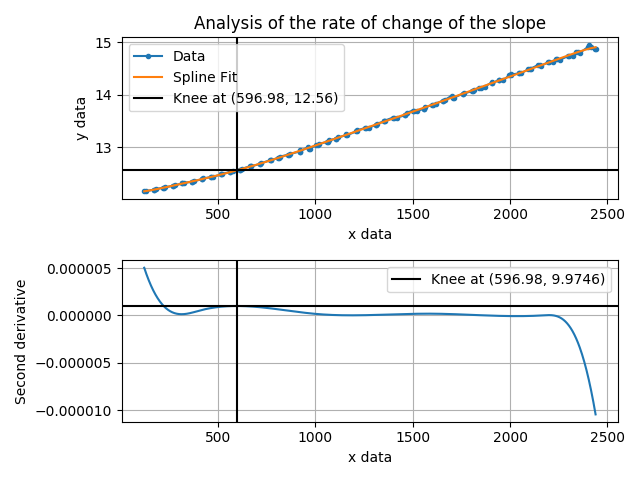 Analysis of the rate of change of the slope
15
14
13
y data
Data
Spline Fit
Knee at (596.98, 12.56)
500 1000 1500 2000 2500
x data
0.000005
0.000000
−0.000005
−0.000010
Second derivative
Knee at (596.98, 9.9746)
500 1000 1500 2000 2500
x data